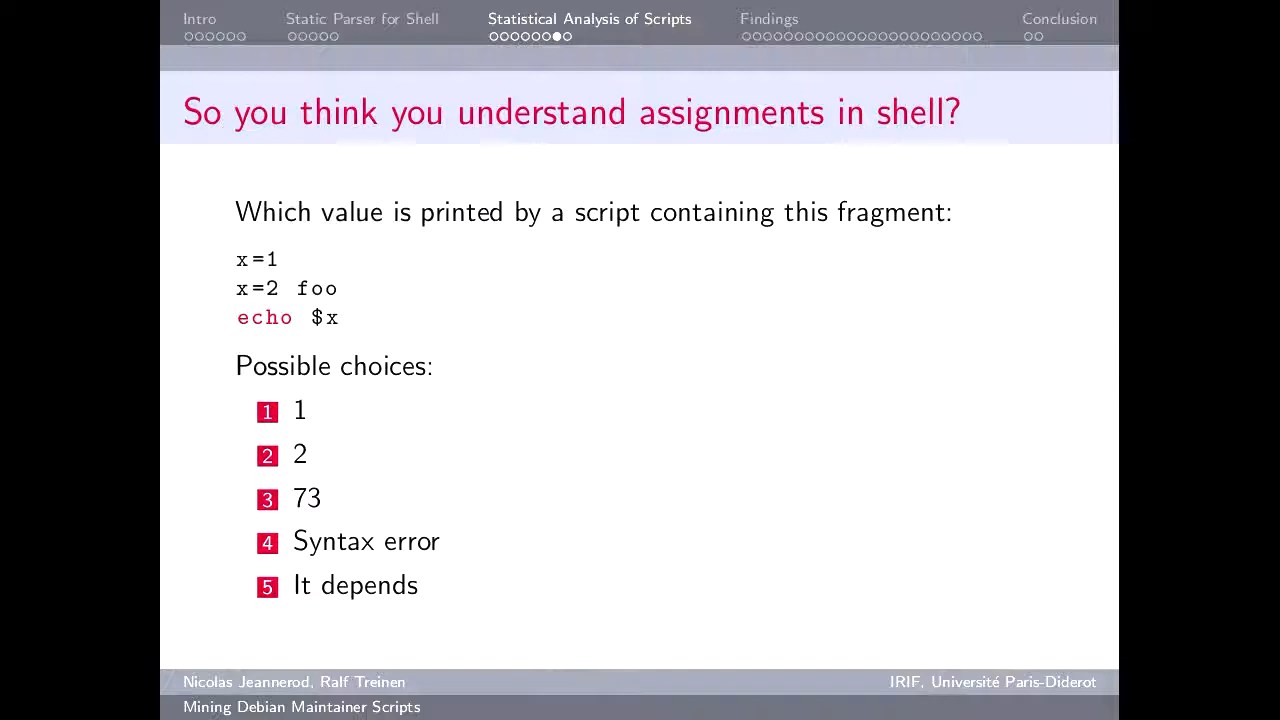 Intro Static Parser for Shell Statistical Analysis of Scripts Findings Conclusion
So you think you understand assignments in shell?
Which value is printed by a script containing this fragment:
x=1
x=2 foo
echo $x
Possible choices:
1 1
2 2
3 73
4 Syntax error
5 It depends
Nicolas Jeannerod, Ralf Treinen IRIF, Université Paris-Diderot
Mining Debian Maintainer Scripts